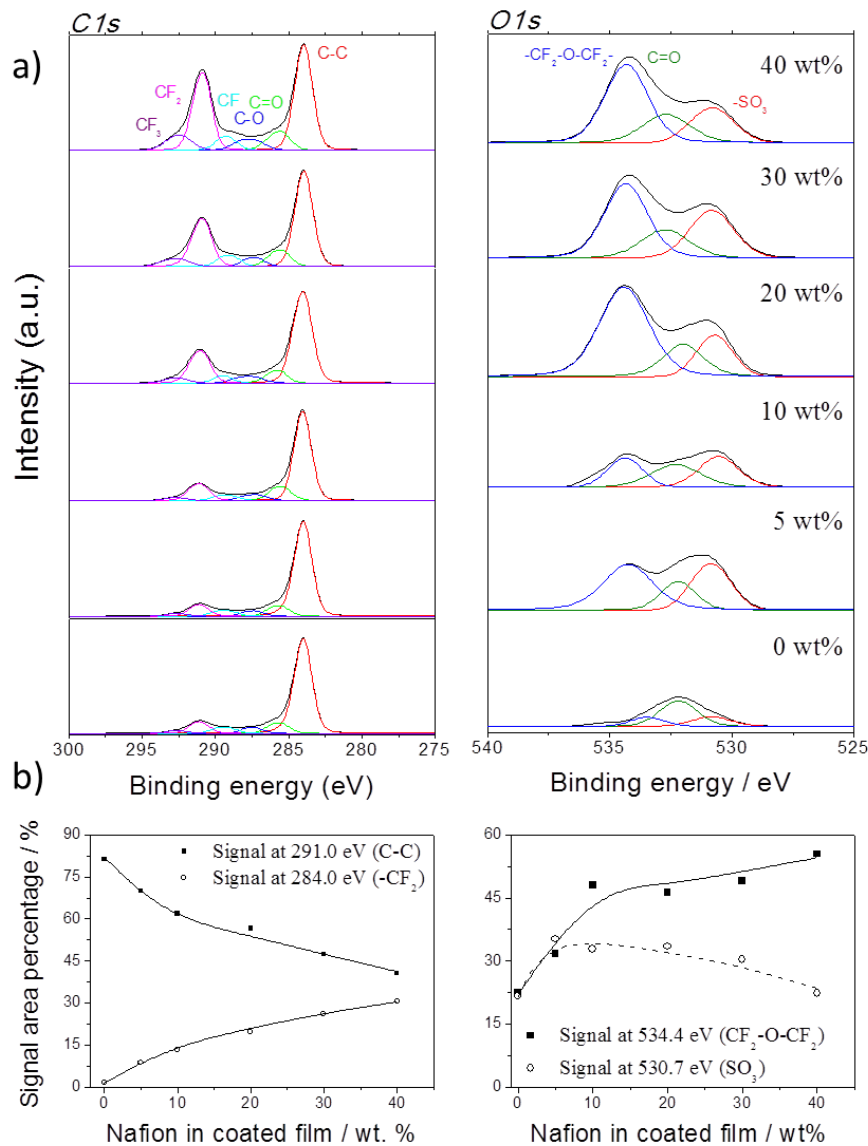 C1s
O1s
a)
CF3
CF2
CF
C-O
C=O
C-C
-CF2-O-CF2-
C=O
-SO3
40 wt%
30 wt%
20 wt%
10 wt%
5 wt%
0 wt%
Intensity (a.u.)
300 295 290 285 280 275
Binding energy (eV)
540 535 530 525
Binding energy / eV
b)
90
75
60
45
30
15
0
Signal area percentage / %
Signal at 291.0 eV (C-C)
Signal at 284.0 eV (-CF2)
0 10 20 30 40
Nafion in coated film / wt. %
60
45
30
15
0
Signal at 534.4 eV (CF2-O-CF2)
Signal at 530.7 eV (SO3)
0 10 20 30 40
Nafion in coated film / wt%